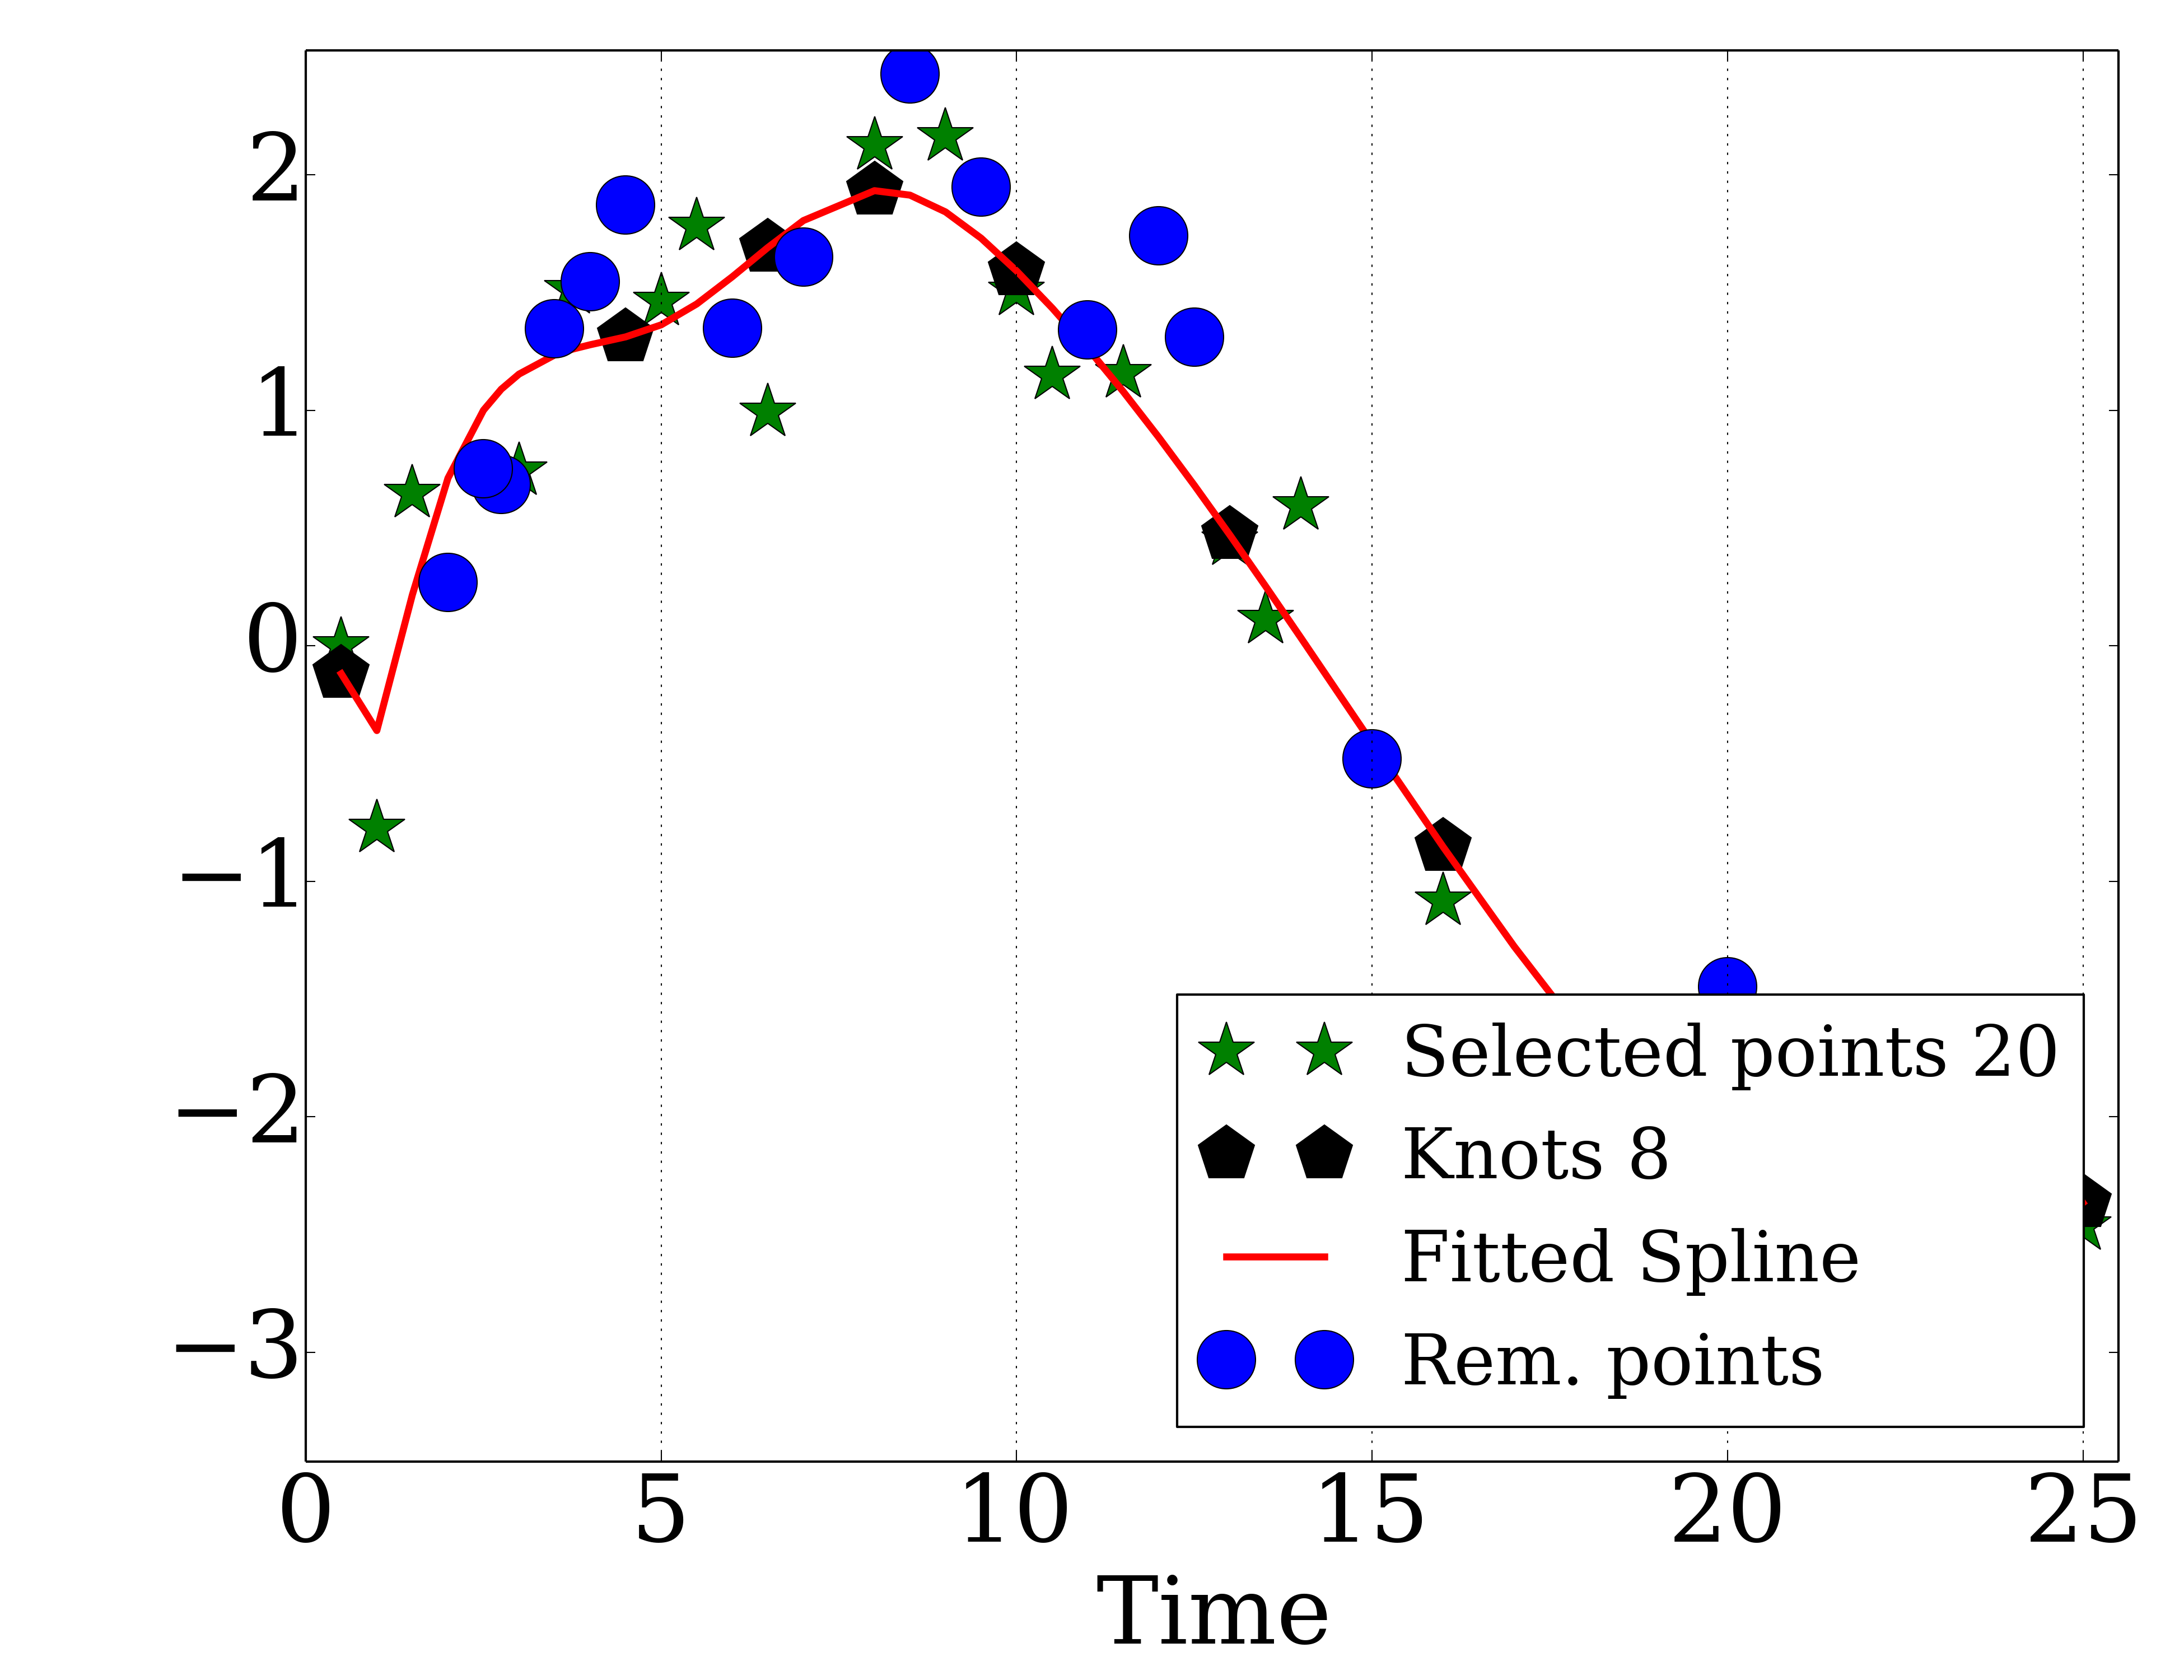 2
1
0
−1
−2
−3
Selected points 20
Knots 8
Fitted Spline
Rem. points
0 5 10 15 20 25
Time